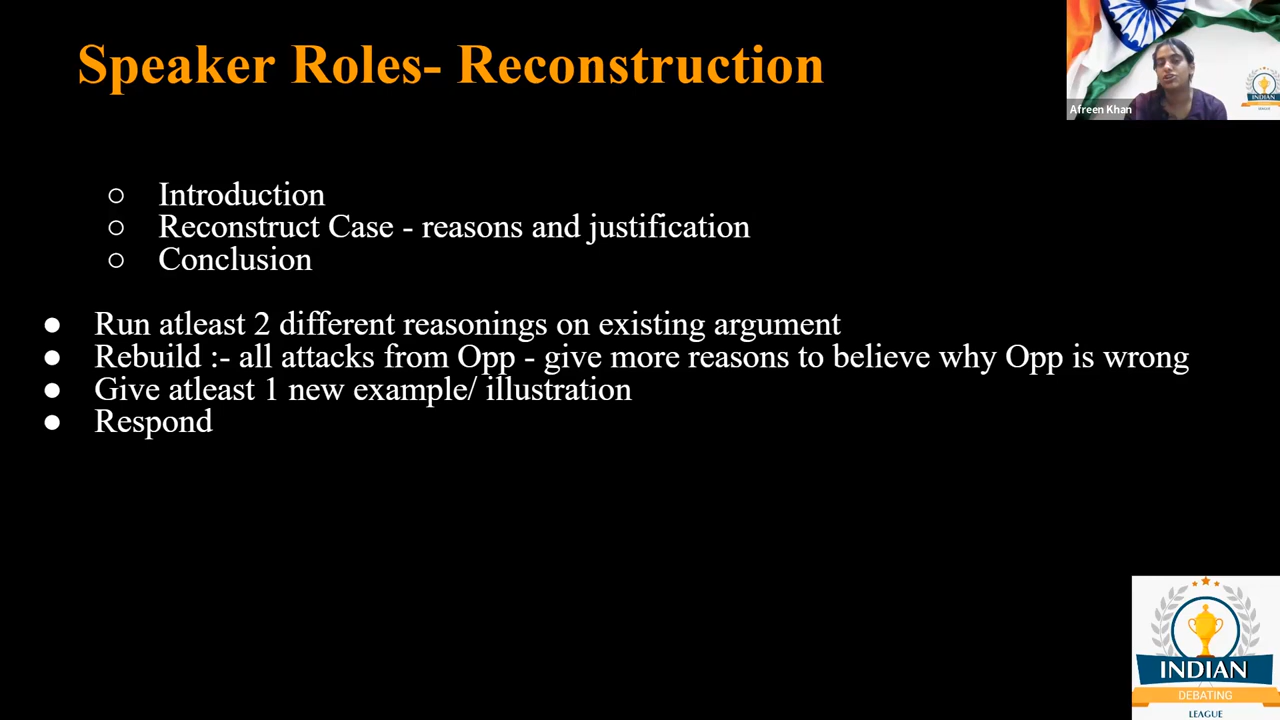 Speaker Roles- Reconstruction
INDIAN
Afreen Khan
○ Introduction
○ Reconstruct Case - reasons and justification
○ Conclusion
● Run atleast 2 different reasonings on existing argument
● Rebuild :- all attacks from Opp - give more reasons to believe why Opp is wrong
● Give atleast 1 new example/ illustration
● Respond
INDIAN
DEBATING
LEAGUE